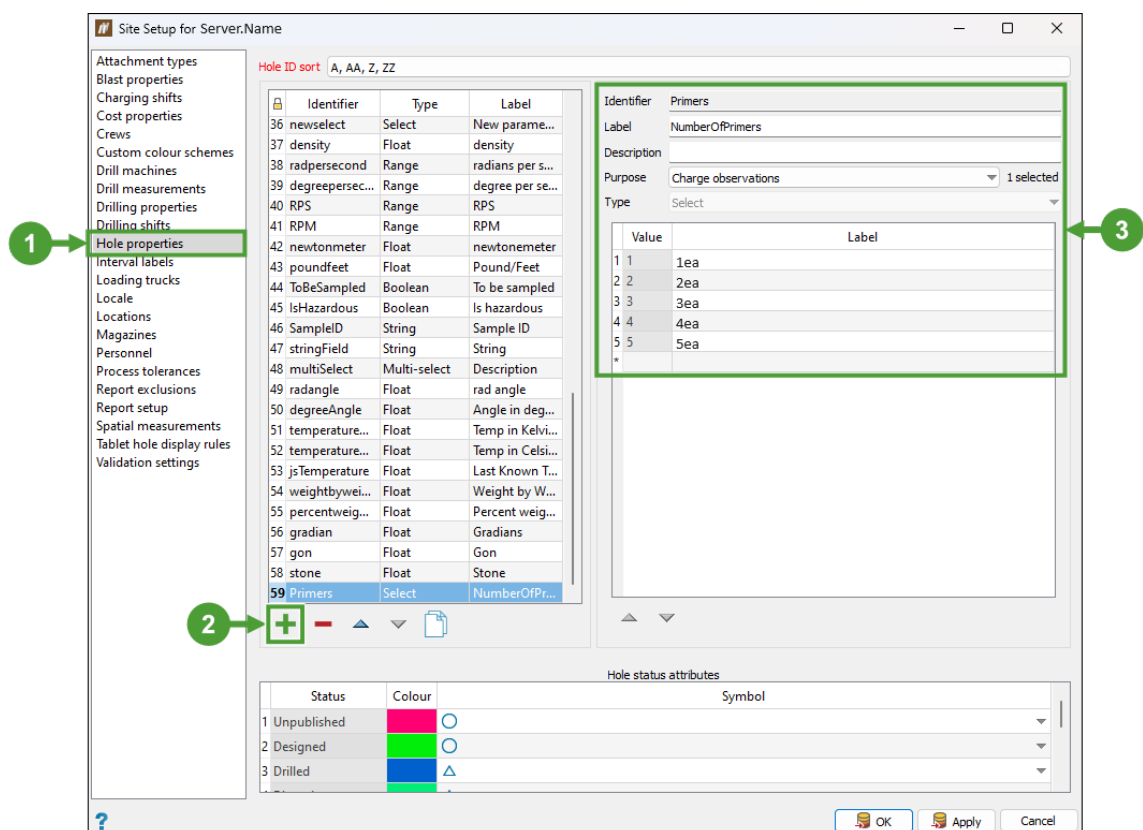 Site Setup for Server.Name
Attachment types
Blast properties
Charging shifts
Cost properties
Crews
Custom colour schemes
Drill machines
Drill measurements
Drilling properties
Drilling shifts
Hole properties
Interval labels
Loading trucks
Locale
Locations
Magazines
Personnel
Process tolerances
Report exclusions
Report setup
Spatial measurements
Tablet hole display rules
Validation settings
1
Hole ID sort A, AA, Z, ZZ
Identifier Type Label
36 newselect Select New parame...
37 density Float density
38 radpersecond Range radians per s...
39 degreepersec... Range degree per se...
40 RPS Range RPS
41 RPM Range RPM
42 newtonmeter Float newtonemeter
43 poundfeet Float Pound/Feet
44 ToBeSampled Boolean To be sampled
45 IsHazardous Boolean Is hazardous
46 SampleID String Sample ID
47 stringField String String
48 multiSelect Multi-select Description
49 radangle Float rad angle
50 degreeAngle Float Angle in deg...
51 temperature... Float Temp in Kelvi...
52 temperature... Float Temp in Celsi...
53 jsTemperature Float Last Known T...
54 weightbywei... Float Weight by W...
55 percentweig... Float Percent weig...
56 gradian Float Gradians
57 gon Float Gon
58 stone Float Stone
59 Primers Select NumberOfPr...
2
Identifier Primers
Label NumberOfPrimers
Description
Purpose Charge observations 1 selected
Type Select
Value Label
1 1 1ea
2 2 2ea
3 3 3ea
4 4 4ea
5 5 5ea
*
3
Hole status attributes
Status Colour Symbol
1 Unpublished
2 Designed
3 Drilled
? OK Apply Cancel